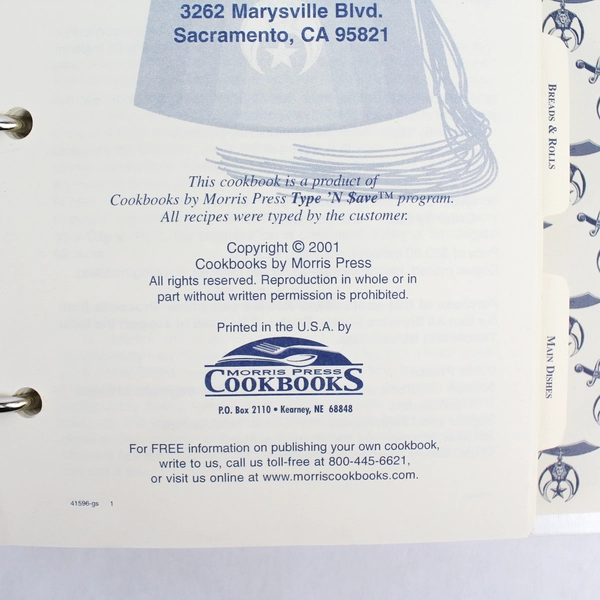 3262 Marysville Blvd.
Sacramento, CA 95821
This cookbook is a product of
Cookbooks by Morris Press Type 'N $ave™ program.
All recipes were typed by the customer.
Copyright © 2001
Cookbooks by Morris Press
All rights reserved. Reproduction in whole or in
part without written permission is prohibited.
Printed in the U.S.A. by
MORRIS PRESS
COOKBOOKS
P.O. Box 2110 • Kearney, NE 68848
For FREE information on publishing your own cookbook,
write to us, call us toll-free at 800-445-6621,
or visit us online at www.morriscookbooks.com.
41596-gs 1
BREADS & ROLLS
MAIN DISHES